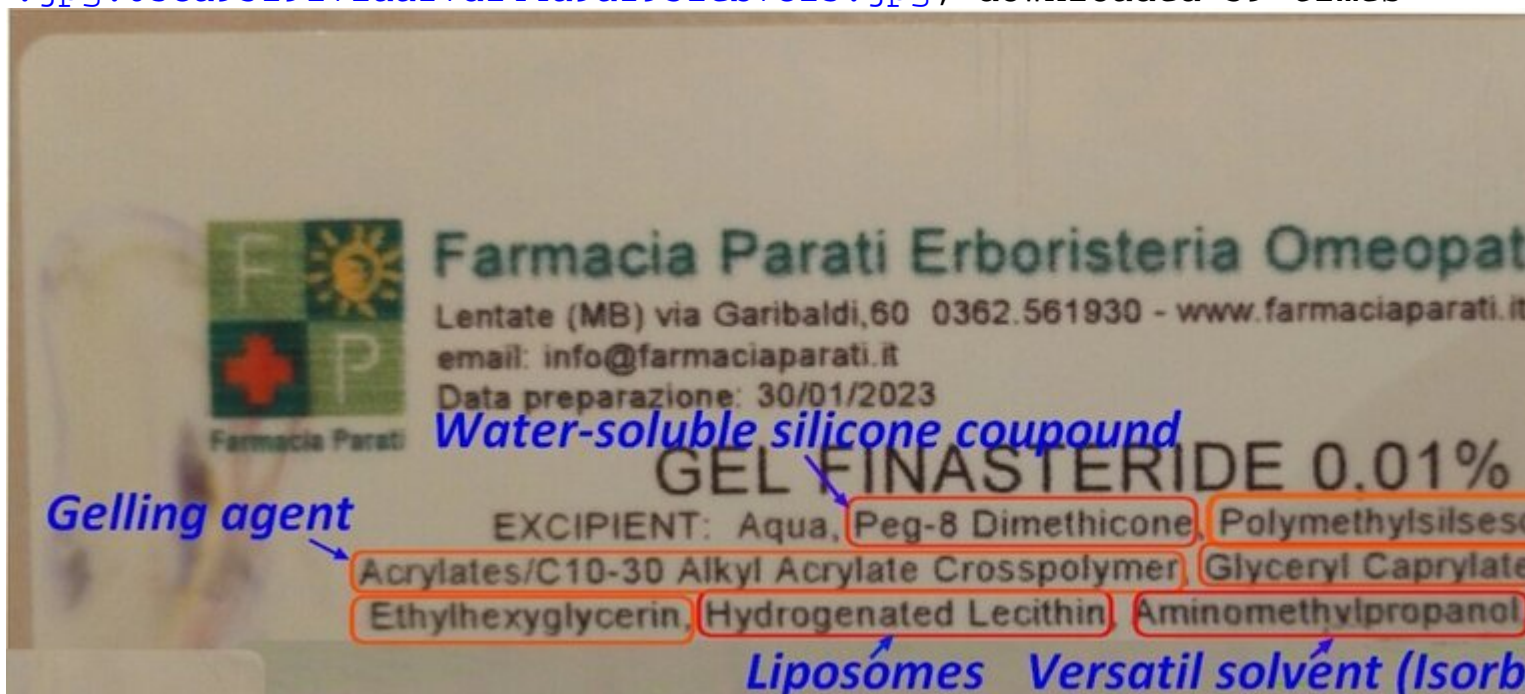 downloaded by
F
P
Farmacia Parati
Farmacia Parati Erboristeria Omeopat
Lentate (MB) via Garibaldi,60 0362.561930 - www.farmaciaparati.it
email: info@farmaciaparati.it
Data preparazione: 30/01/2023
Water-soluble silicone coupound
GEL FINASTERIDE 0.01%
Gelling agent
EXCIPIENT: Aqua, Peg-8 Dimethicone, Polymethylsilses
Acrylates/C10-30 Alkyl Acrylate Crosspolymer, Glyceryl Caprylate
Ethylhexyglycerin, Hydrogenated Lecithin, Aminomethylpropanol,
Liposomes Versatil solvent (Isorb